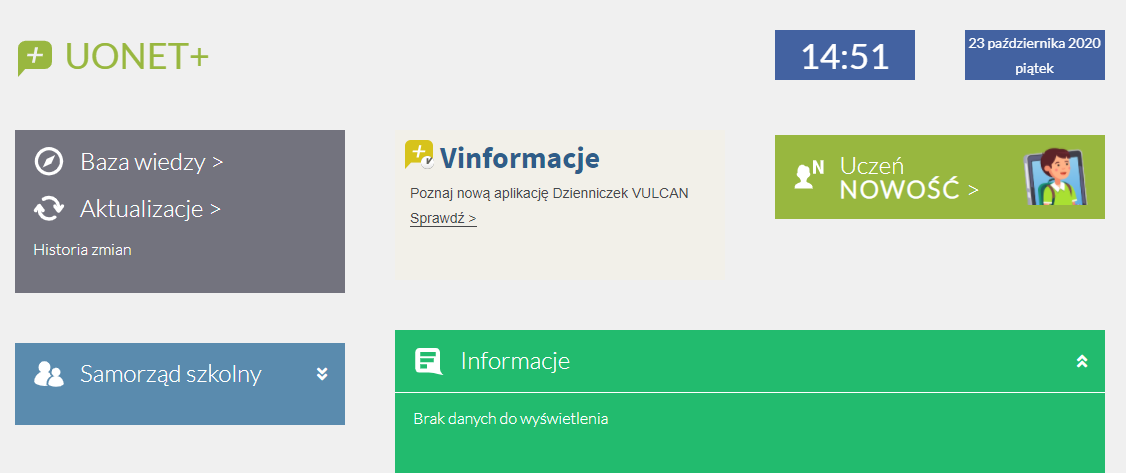 UONET+
14:51
23 października 2020
piątek
Baza wiedzy >
Aktualizacje >
Historia zmian
Vinformacje
Poznaj nową aplikację Dzienniczek VULCAN
Sprawdź >
N
Uczeń
NOWOŚĆ >
Samorząd szkolny
Informacje
Brak danych do wyświetlenia